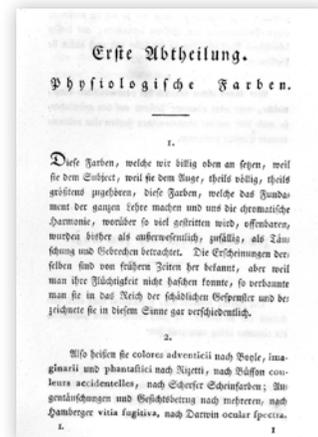 Erste Abtheilung.
Physiologische Farben.
1.
Diese Farben, welche wir billig oben an setzen, weil
sie dem Subject, weil sie dem Auge, theils völlig, theils
größtens zugehören, diese Farben, welche das Funda-
ment der ganzen Lehre machen und uns die chromatische
Harmonie, worüber so viel gestritten wird, offenbaren,
wurden bisher als außerwesentlich, zufällig, als Täu-
schung und Gebrechen betrachtet. Die Erscheinungen der-
selben sind von frühern Zeiten her bekannt, aber weil
man ihre Flüchtigkeit nicht haschen konnte, so verbannte
man sie in das Reich der schädlichen Gespenster und be-
zeichnete sie in diesem Sinne gar verschiedentlich.
2.
Also heißen sie colores adventicii nach Boyle, ima-
ginarii und phantastici nach Rizetti, nach Büffon cou-
leurs accidentelles, nach Scherfer Scheinfarben; Au-
gentäuschungen und Gesichtsbetrug nach mehreren, nach
Hamberger vitia fugitiva, nach Darwin ocular spectra.
I. 1